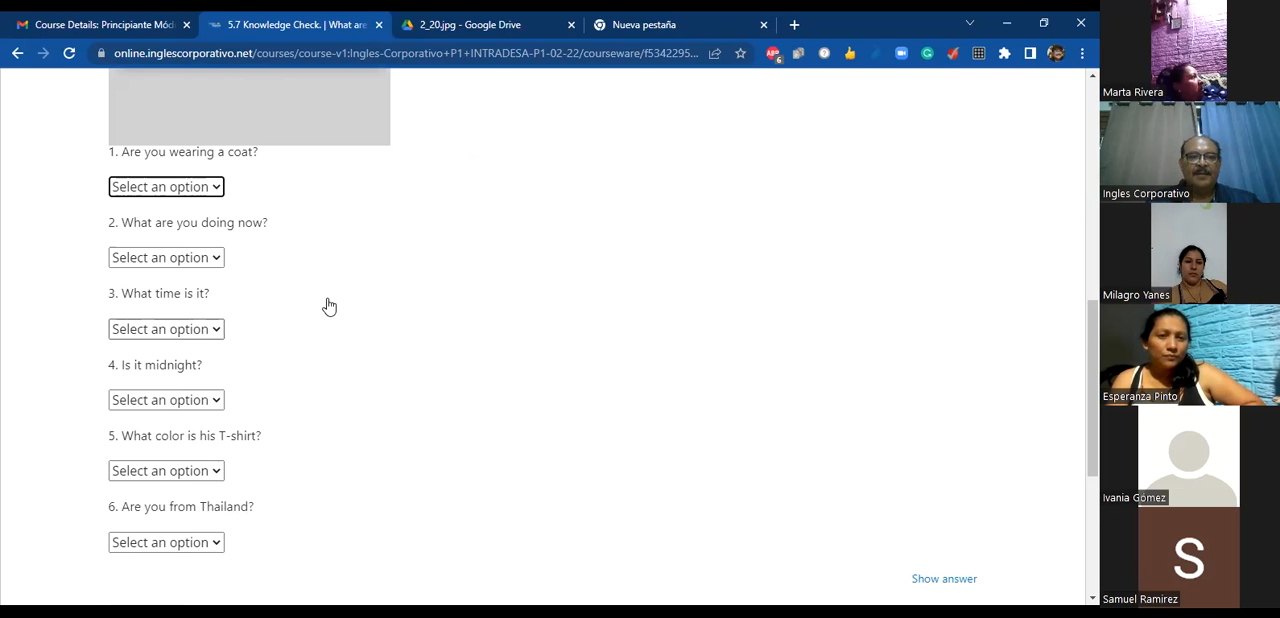 Course Details: Principiante Mód
5.7 Knowledge Check. | What are
2_20.jpg - Google Drive
Nueva pestaña
online.inglescorporativo.net/courses/course-v1:Ingles-Corporativo+P1+INTRADESA-P1-02-22/courseware/f5342295...
ABP
6
1. Are you wearing a coat?
Select an option
2. What are you doing now?
Select an option
3. What time is it?
Select an option
4. Is it midnight?
Select an option
5. What color is his T-shirt?
Select an option
6. Are you from Thailand?
Select an option
Show answer
Marta Rivera
Ingles Corporativo
Milagro Yanes
Esperanza Pinto
Ivania Gómez
S
Samuel Ramírez